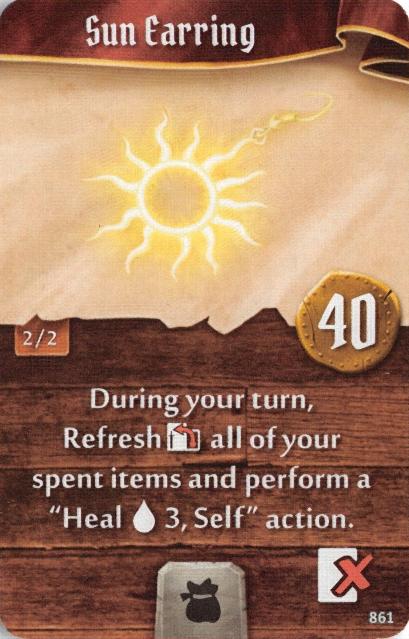 Sun Earring
40
2/2
During your turn,
Refresh all of your
spent items and perform a
"Heal 3, Self" action.
861